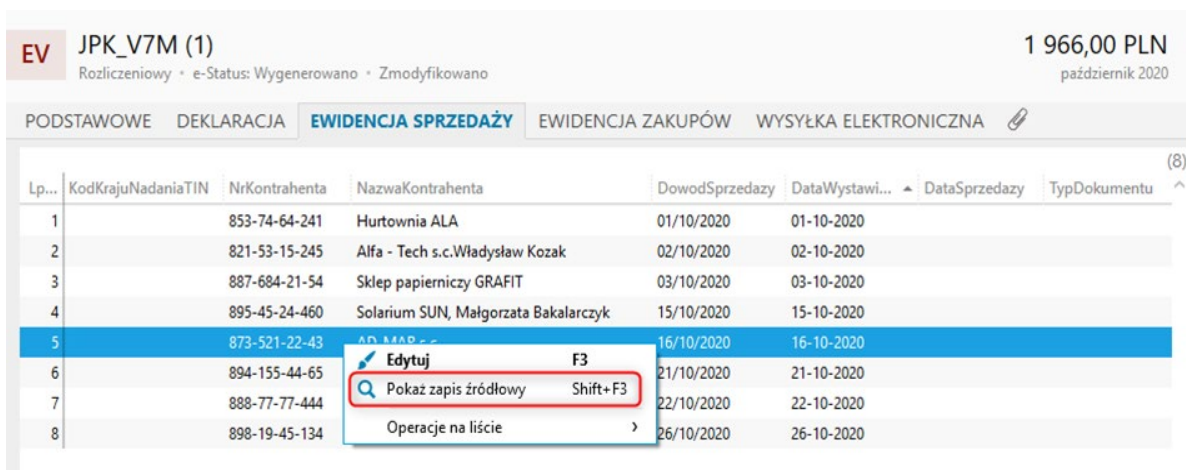 EV JPK_V7M (1) 1 966,00 PLN
Rozliczeniowy • e-Status: Wygenerowano • Zmodyfikowano październik 2020
PODSTAWOWE DEKLARACJA EWIDENCJA SPRZEDAŻY EWIDENCJA ZAKUPÓW WYSYŁKA ELEKTRONICZNA
(8)
Lp... KodKrajuNadaniaTIN NrKontrahenta NazwaKontrahenta DowodSprzedazy DataWystawi... DataSprzedazy TypDokumentu
1 853-74-64-241 Hurtownia ALA 01/10/2020 01-10-2020
2 821-53-15-245 Alfa - Tech s.c.Władysław Kozak 02/10/2020 02-10-2020
3 887-684-21-54 Sklep papierniczy GRAFIT 03/10/2020 03-10-2020
4 895-45-24-460 Solarium SUN, Małgorzata Bakalarczyk 15/10/2020 15-10-2020
5 873-521-22-43 AD-MAR s.c. 16/10/2020 16-10-2020
Edytuj F3
6 894-155-44-65 21/10/2020 21-10-2020
Pokaż zapis źródłowy Shift+F3
7 888-77-77-444 22/10/2020 22-10-2020
Operacje na liście
8 898-19-45-134 26/10/2020 26-10-2020